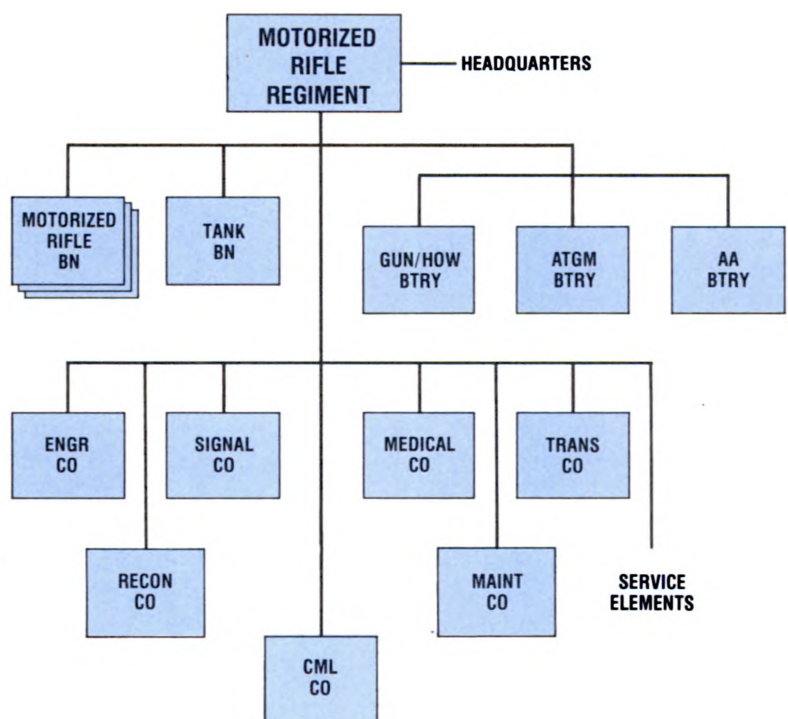 MOTORIZED
RIFLE
REGIMENT
HEADQUARTERS
MOTORIZED
RIFLE
BN
TANK
BN
GUN/HOW
BTRY
ATGM
BTRY
AA
BTRY
ENGR
CO
SIGNAL
CO
MEDICAL
CO
TRANS
CO
RECON
CO
MAINT
CO
SERVICE
ELEMENTS
CML
CO